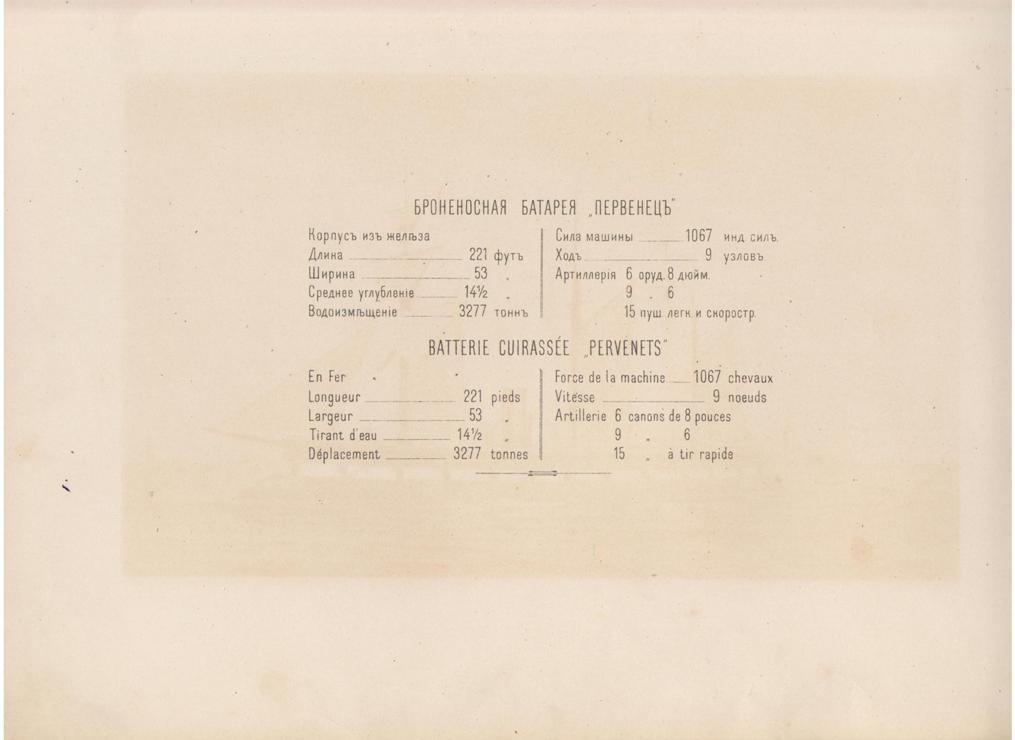 БРОНЕНОСНАЯ БАТАРЕЯ „ПЕРВЕНЕЦЪ“
Корпусъ изъ желѣза
Длина 221 футъ
Ширина 53 „
Среднее углубленіе 14½ „
Водоизмѣщеніе 3277 тоннъ
Сила машины 1067 инд силъ.
Ходъ 9 узловъ
Артиллерія 6 оруд. 8 дюйм.
9 „ 6
15 пуш легк и скоростр.
BATTERIE CUIRASSÉE „PERVENETS“
En Fer
Longueur 221 pieds
Largeur 53 „
Tirant d'eau 14½ „
Déplacement 3277 tonnes
Force de la machine 1067 chevaux
Vitesse 9 noeuds
Artillerie 6 canons de 8 pouces
9 „ 6
15 „ à tir rapide